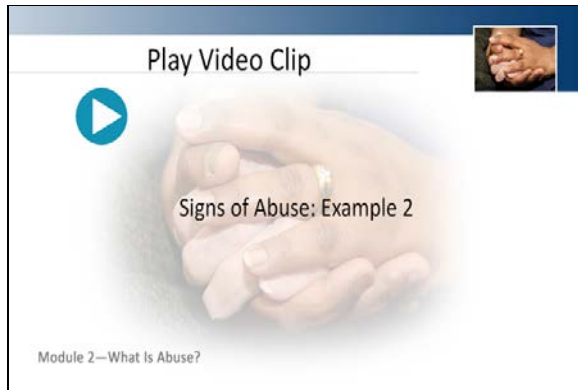 Play Video Clip
Signs of Abuse: Example 2
Module 2—What Is Abuse?